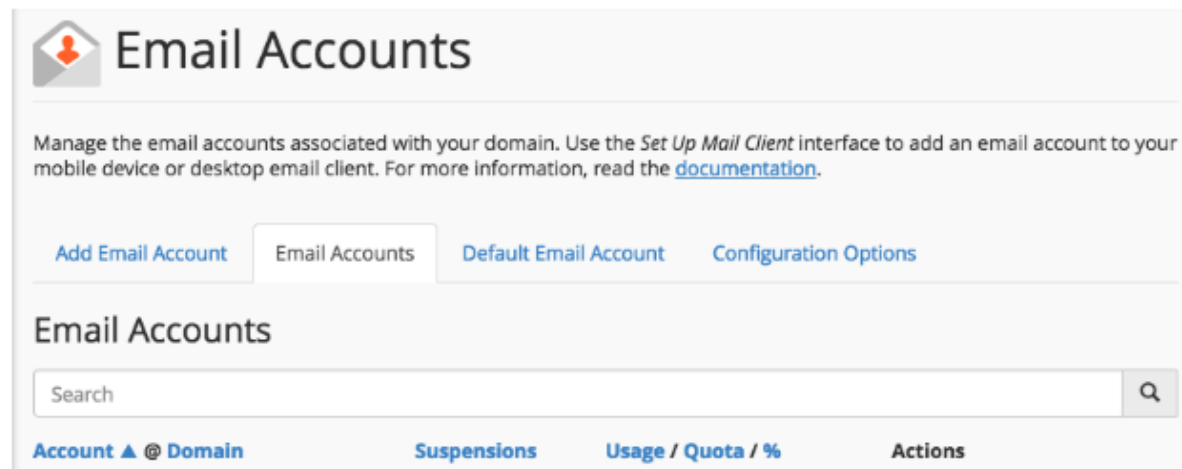 Email Accounts
Manage the email accounts associated with your domain. Use the Set Up Mail Client interface to add an email account to your
mobile device or desktop email client. For more information, read the documentation.
Add Email Account Email Accounts Default Email Account Configuration Options
Email Accounts
Search
Account ▲ @ Domain Suspensions Usage / Quota / % Actions